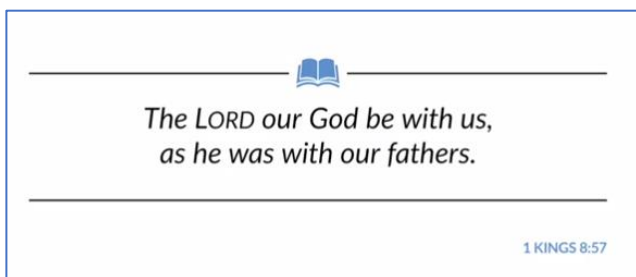 The LORD our God be with us,
as he was with our fathers.
1 KINGS 8:57